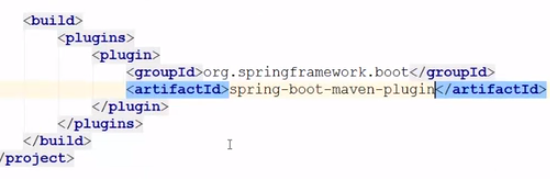 <build>
<plugins>
<plugin>
<groupId>org.springframework.boot</groupId>
<artifactId>spring-boot-maven-plugin</artifactId>
</plugin>
</plugins>
</build>
/project>